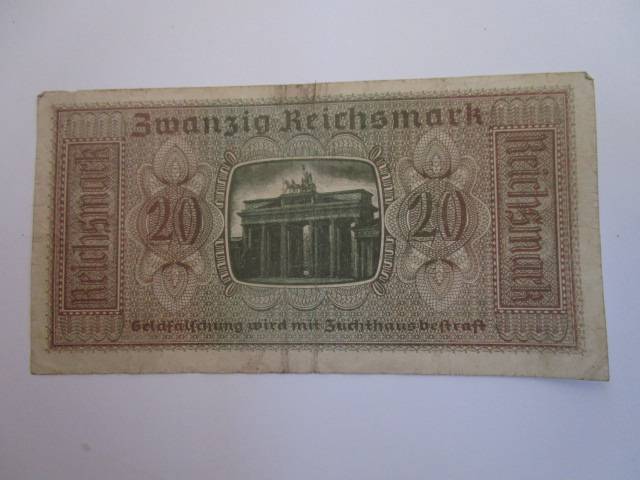 Zwanzig Reichsmark
Reichsmark
20
20
Reichsmark
Geldfälschung wird mit Zuchthaus bestraft